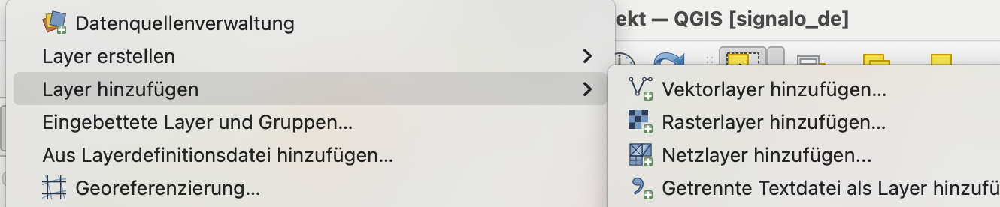 Datenquellenverwaltung
Layer erstellen
Layer hinzufügen
Eingebettete Layer und Gruppen...
Aus Layerdefinitionsdatei hinzufügen...
Georeferenzierung...
ekt — QGIS [signalo_de]
Vektorlayer hinzufügen...
Rasterlayer hinzufügen...
Netzlayer hinzufügen...
Getrennte Textdatei als Layer hinzufü